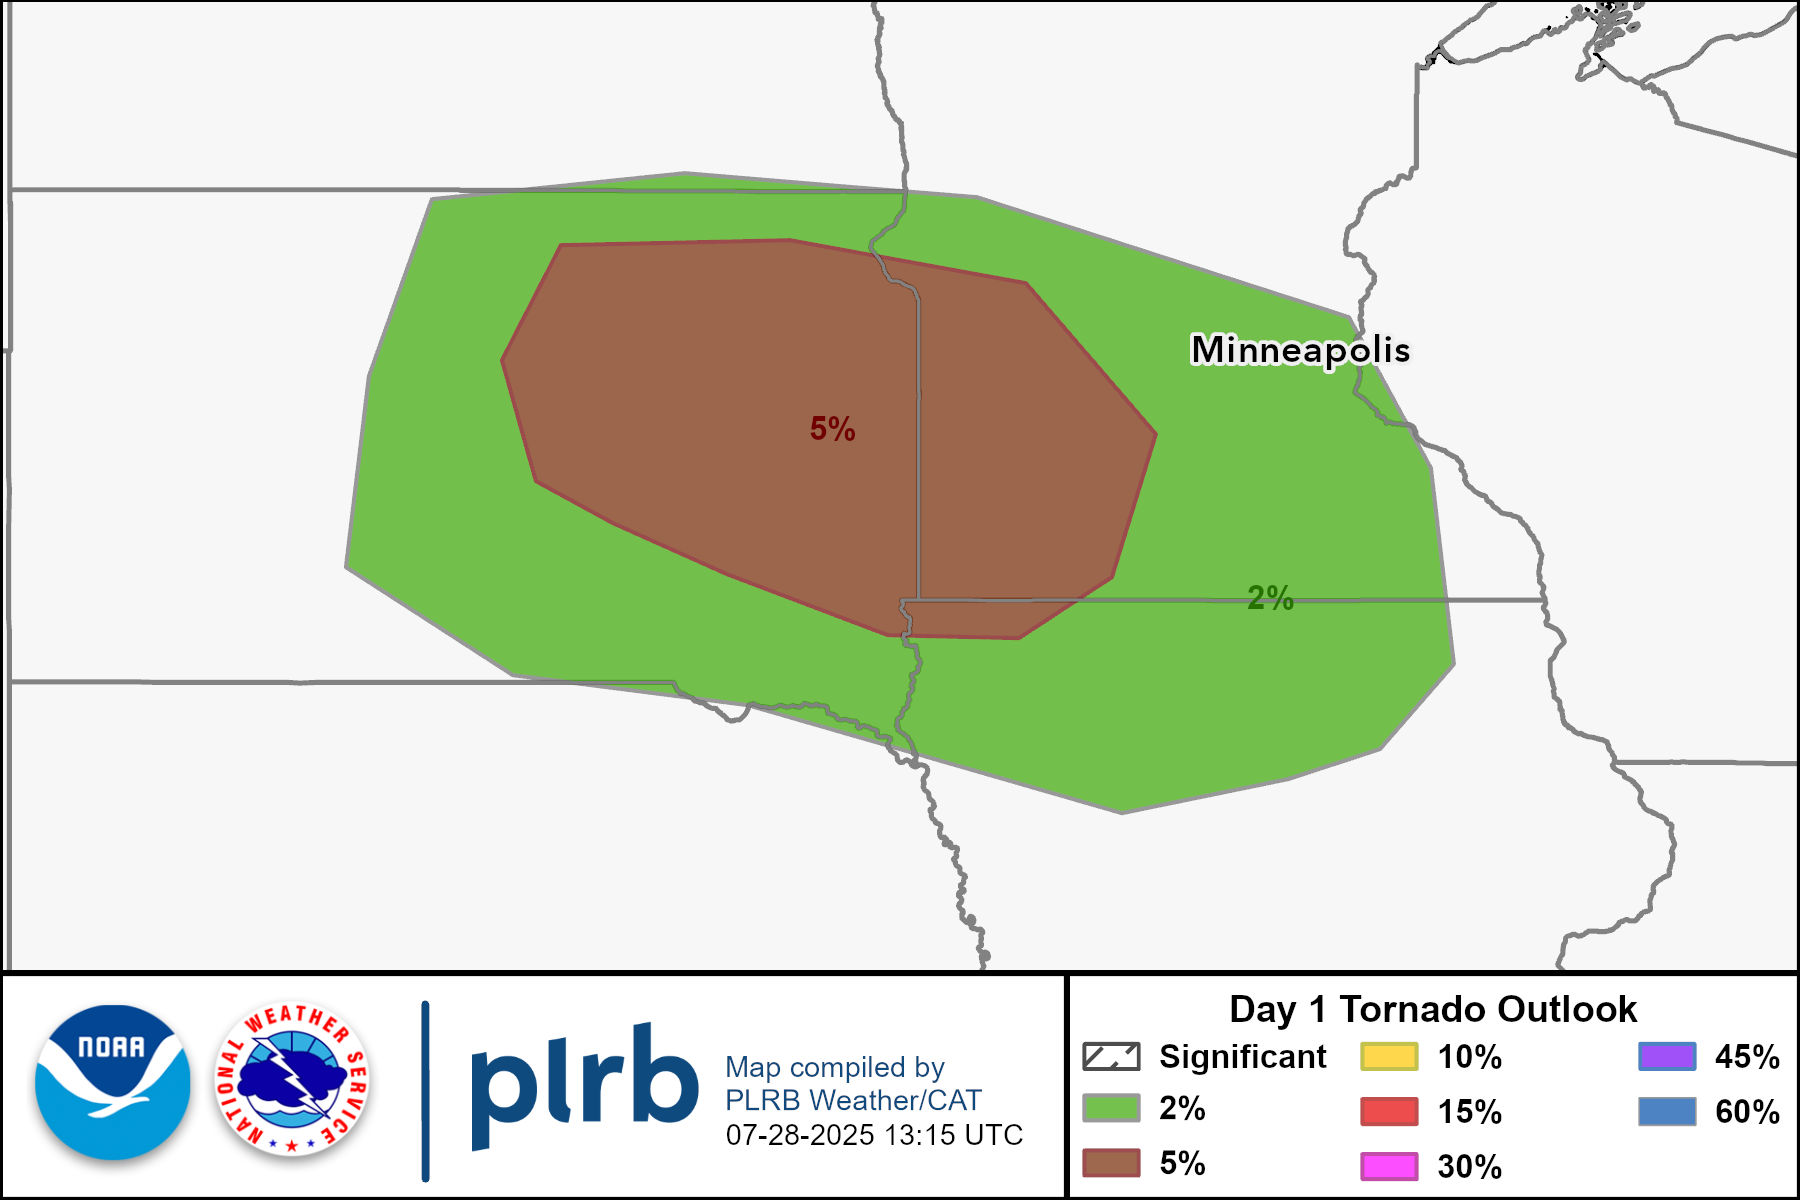 Minneapolis
5%
2%
NOAA
NATIONAL WEATHER SERVICE
plrb
Map compiled by
PLRB Weather/CAT
07-28-2025 13:15 UTC
Day 1 Tornado Outlook
Significant
2%
5%
10%
15%
30%
45%
60%